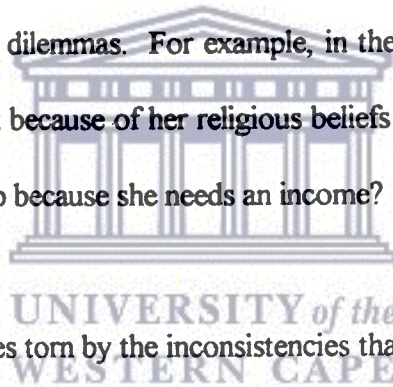 dilemmas. For example, in the
because of her religious beliefs
because she needs an income?
UNIVERSITY of the
es torn by the inconsistencies tha
WESTERN CAPE